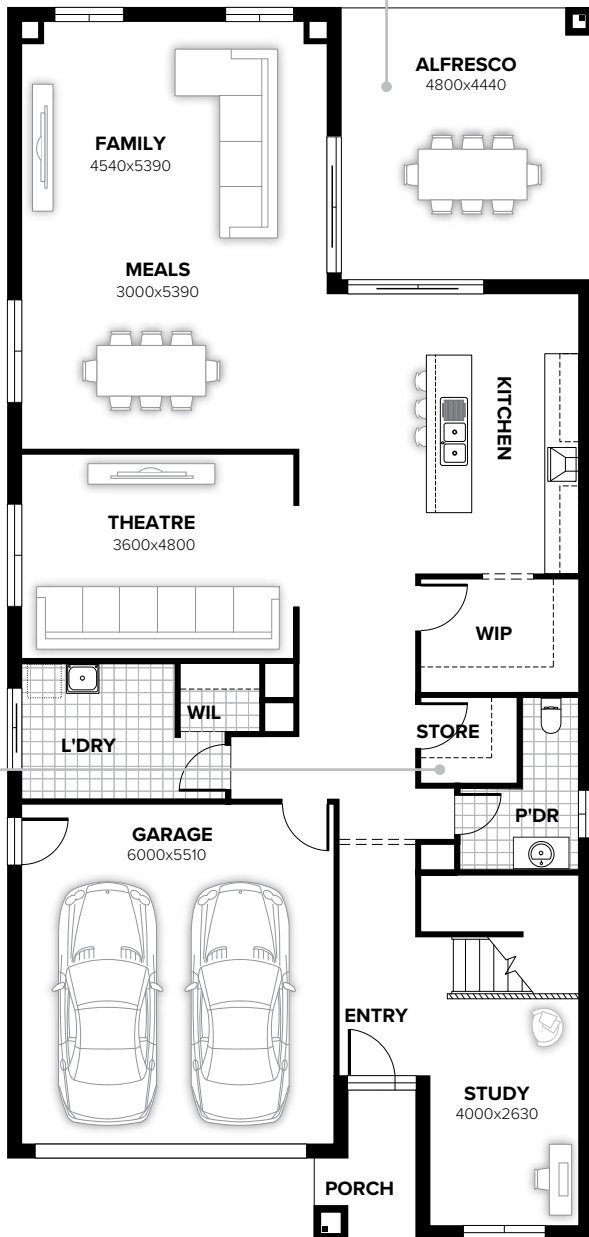 ALFRESCO
4800x4440
FAMILY
4540x5390
MEALS
3000x5390
KITCHEN
THEATRE
3600x4800
WIP
WIL
STORE
L'DRY
P'DR
GARAGE
6000x5510
ENTRY
STUDY
4000x2630
PORCH